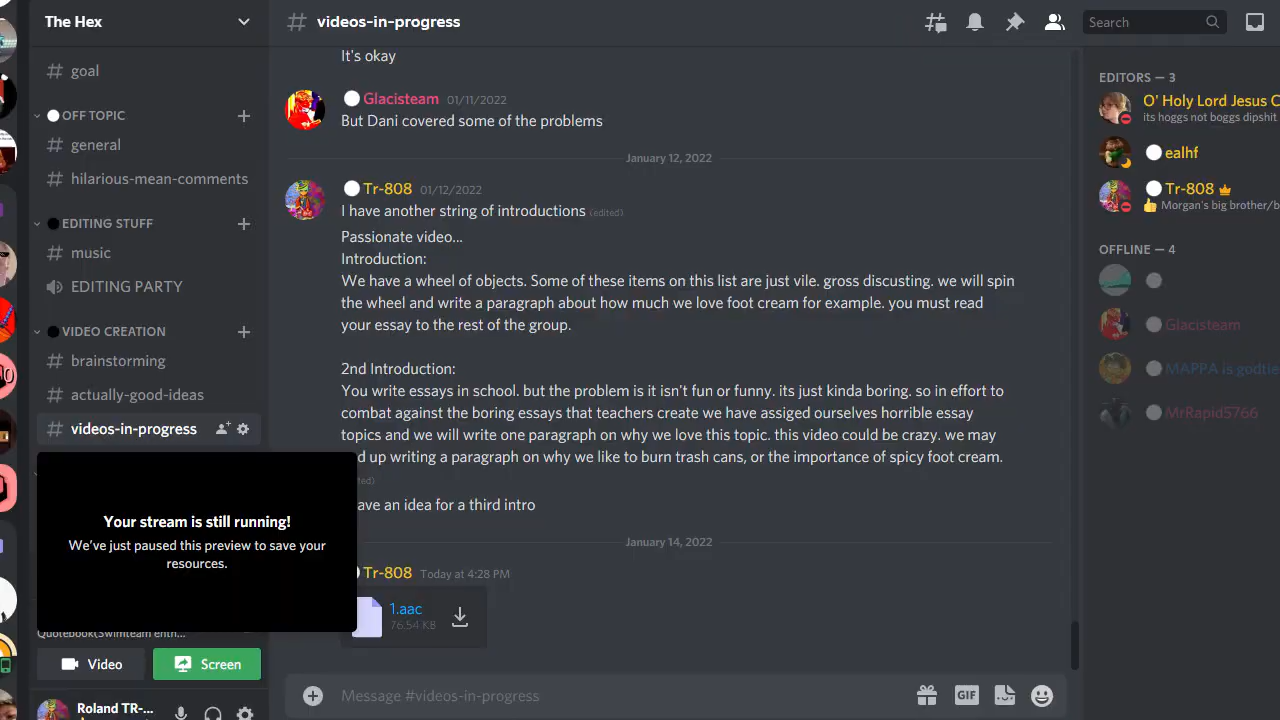 The Hex
# videos-in-progress
Search
# goal
OFF TOPIC
# general
# hilarious-mean-comments
EDITING STUFF
# music
EDITING PARTY
VIDEO CREATION
# brainstorming
# actually-good-ideas
# videos-in-progress
Your stream is still running!
We've just paused this preview to save your
resources.
Quotebook(Swimteam enth...
Video
Screen
Roland TR-...
It's okay
Glacisteam 01/11/2022
But Dani covered some of the problems
January 12, 2022
Tr-808 01/12/2022
I have another string of introductions (edited)
Passionate video...
Introduction:
We have a wheel of objects. Some of these items on this list are just vile. gross discusting. we will spin
the wheel and write a paragraph about how much we love foot cream for example. you must read
your essay to the rest of the group.
2nd Introduction:
You write essays in school. but the problem is it isn't fun or funny. its just kinda boring. so in effort to
combat against the boring essays that teachers create we have assiged ourselves horrible essay
topics and we will write one paragraph on why we love this topic. this video could be crazy. we may
d up writing a paragraph on why we like to burn trash cans, or the importance of spicy foot cream.
ted)
ave an idea for a third intro
January 14, 2022
Tr-808 Today at 4:28 PM
1.aac
76.54 KB
Message #videos-in-progress
GIF
EDITORS — 3
O' Holy Lord Jesus C
its hoggs not boggs dipshit
ealhf
Tr-808
👍 Morgan's big brother/b
OFFLINE — 4
Glacisteam
MAPPA is godtie
MrRapid5766